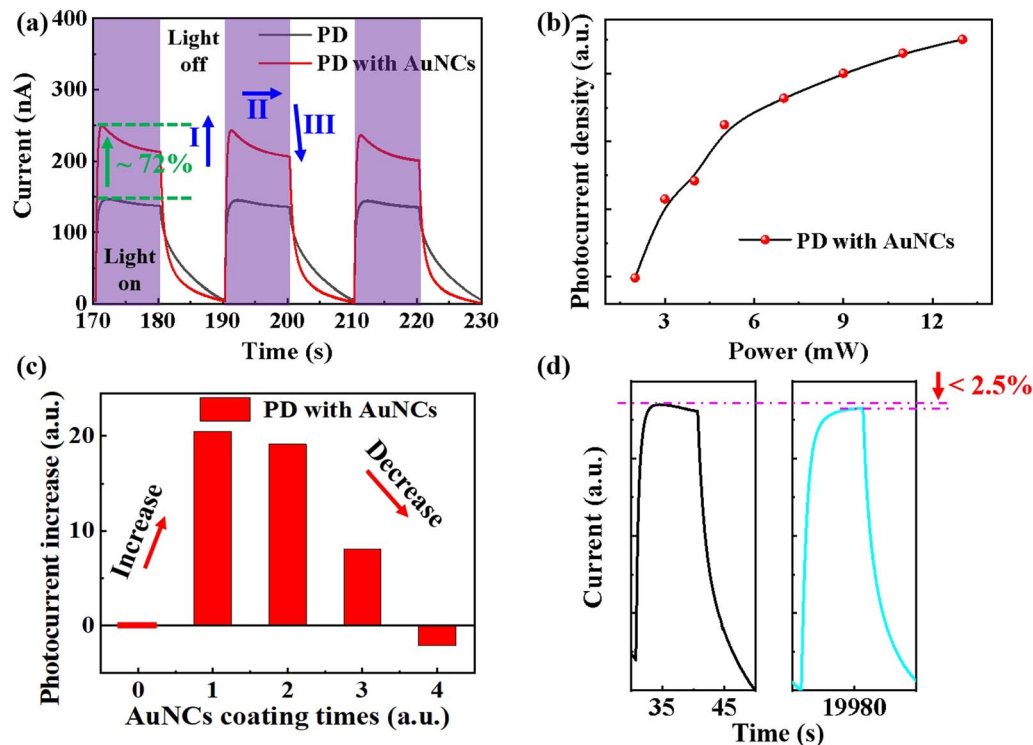 (a)
400
300
200
100
0
Current (nA)
Light
off
PD
PD with AuNCs
I
II
III
~ 72%
Light
on
170 180 190 200 210 220 230
Time (s)
(b)
Photocurrent density (a.u.)
PD with AuNCs
3 6 9 12
Power (mW)
(c)
Photocurrent increase (a.u.)
20
10
0
PD with AuNCs
Increase
Decrease
0 1 2 3 4
AuNCs coating times (a.u.)
(d)
< 2.5%
Current (a.u.)
35 45 19980
Time (s)